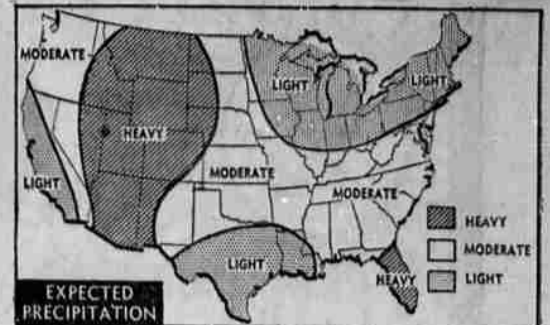 MODERATE
LIGHT
LIGHT
HEAVY
MODERATE
MODERATE
LIGHT
LIGHT
HEAVY
HEAVY
MODERATE
LIGHT
EXPECTED
PRECIPITATION